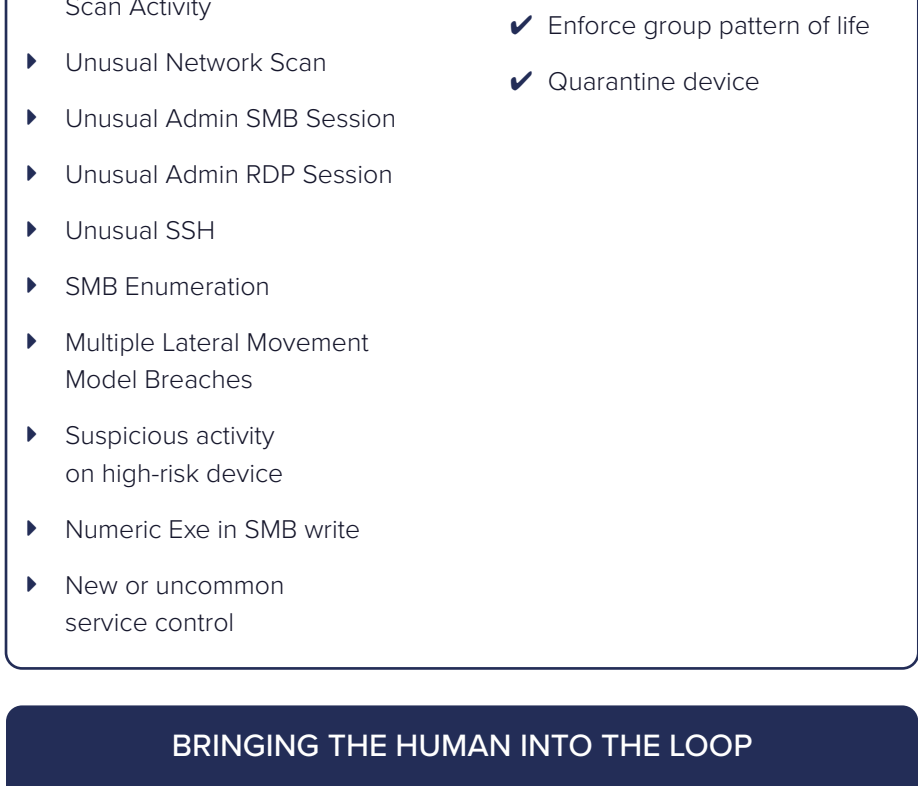 Scan Activity
Unusual Network Scan
Unusual Admin SMB Session
Unusual Admin RDP Session
Unusual SSH
SMB Enumeration
Multiple Lateral Movement
Model Breaches
Suspicious activity
on high-risk device
Numeric Exe in SMB write
New or uncommon
service control
✔ Enforce group pattern of life
✔ Quarantine device
BRINGING THE HUMAN INTO THE LOOP